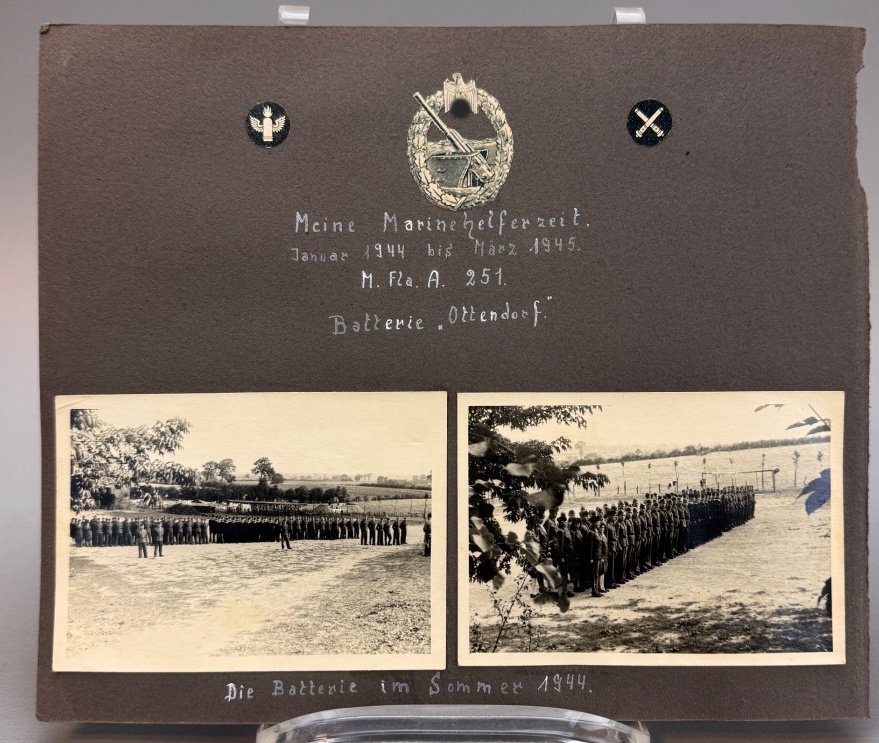 Meine Marinehelferzeit.
Januar 1944 bis März 1945.
M. Fla. A. 251.
Batterie „Ottendorf."
Die Batterie im Sommer 1944.